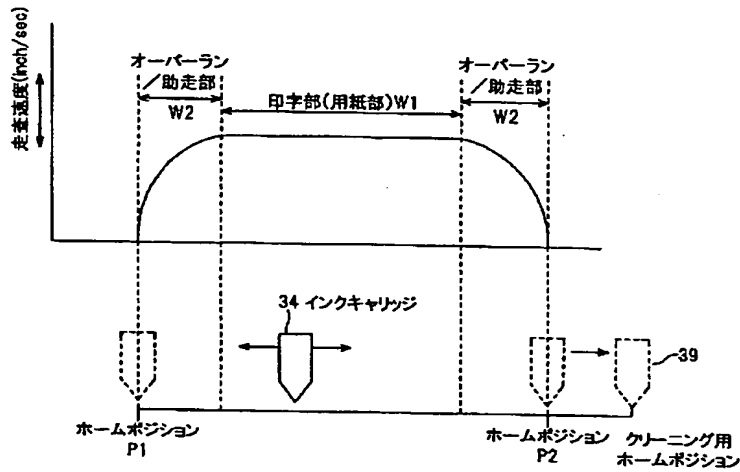 走査速度(inch/sec)
オーバーラン
/助走部
W2
印字部(用紙部)W1
オーバーラン
/助走部
W2
34 インクキャリッジ
39
ホームポジション
P1
ホームポジション
P2
クリーニング用
ホームポジション